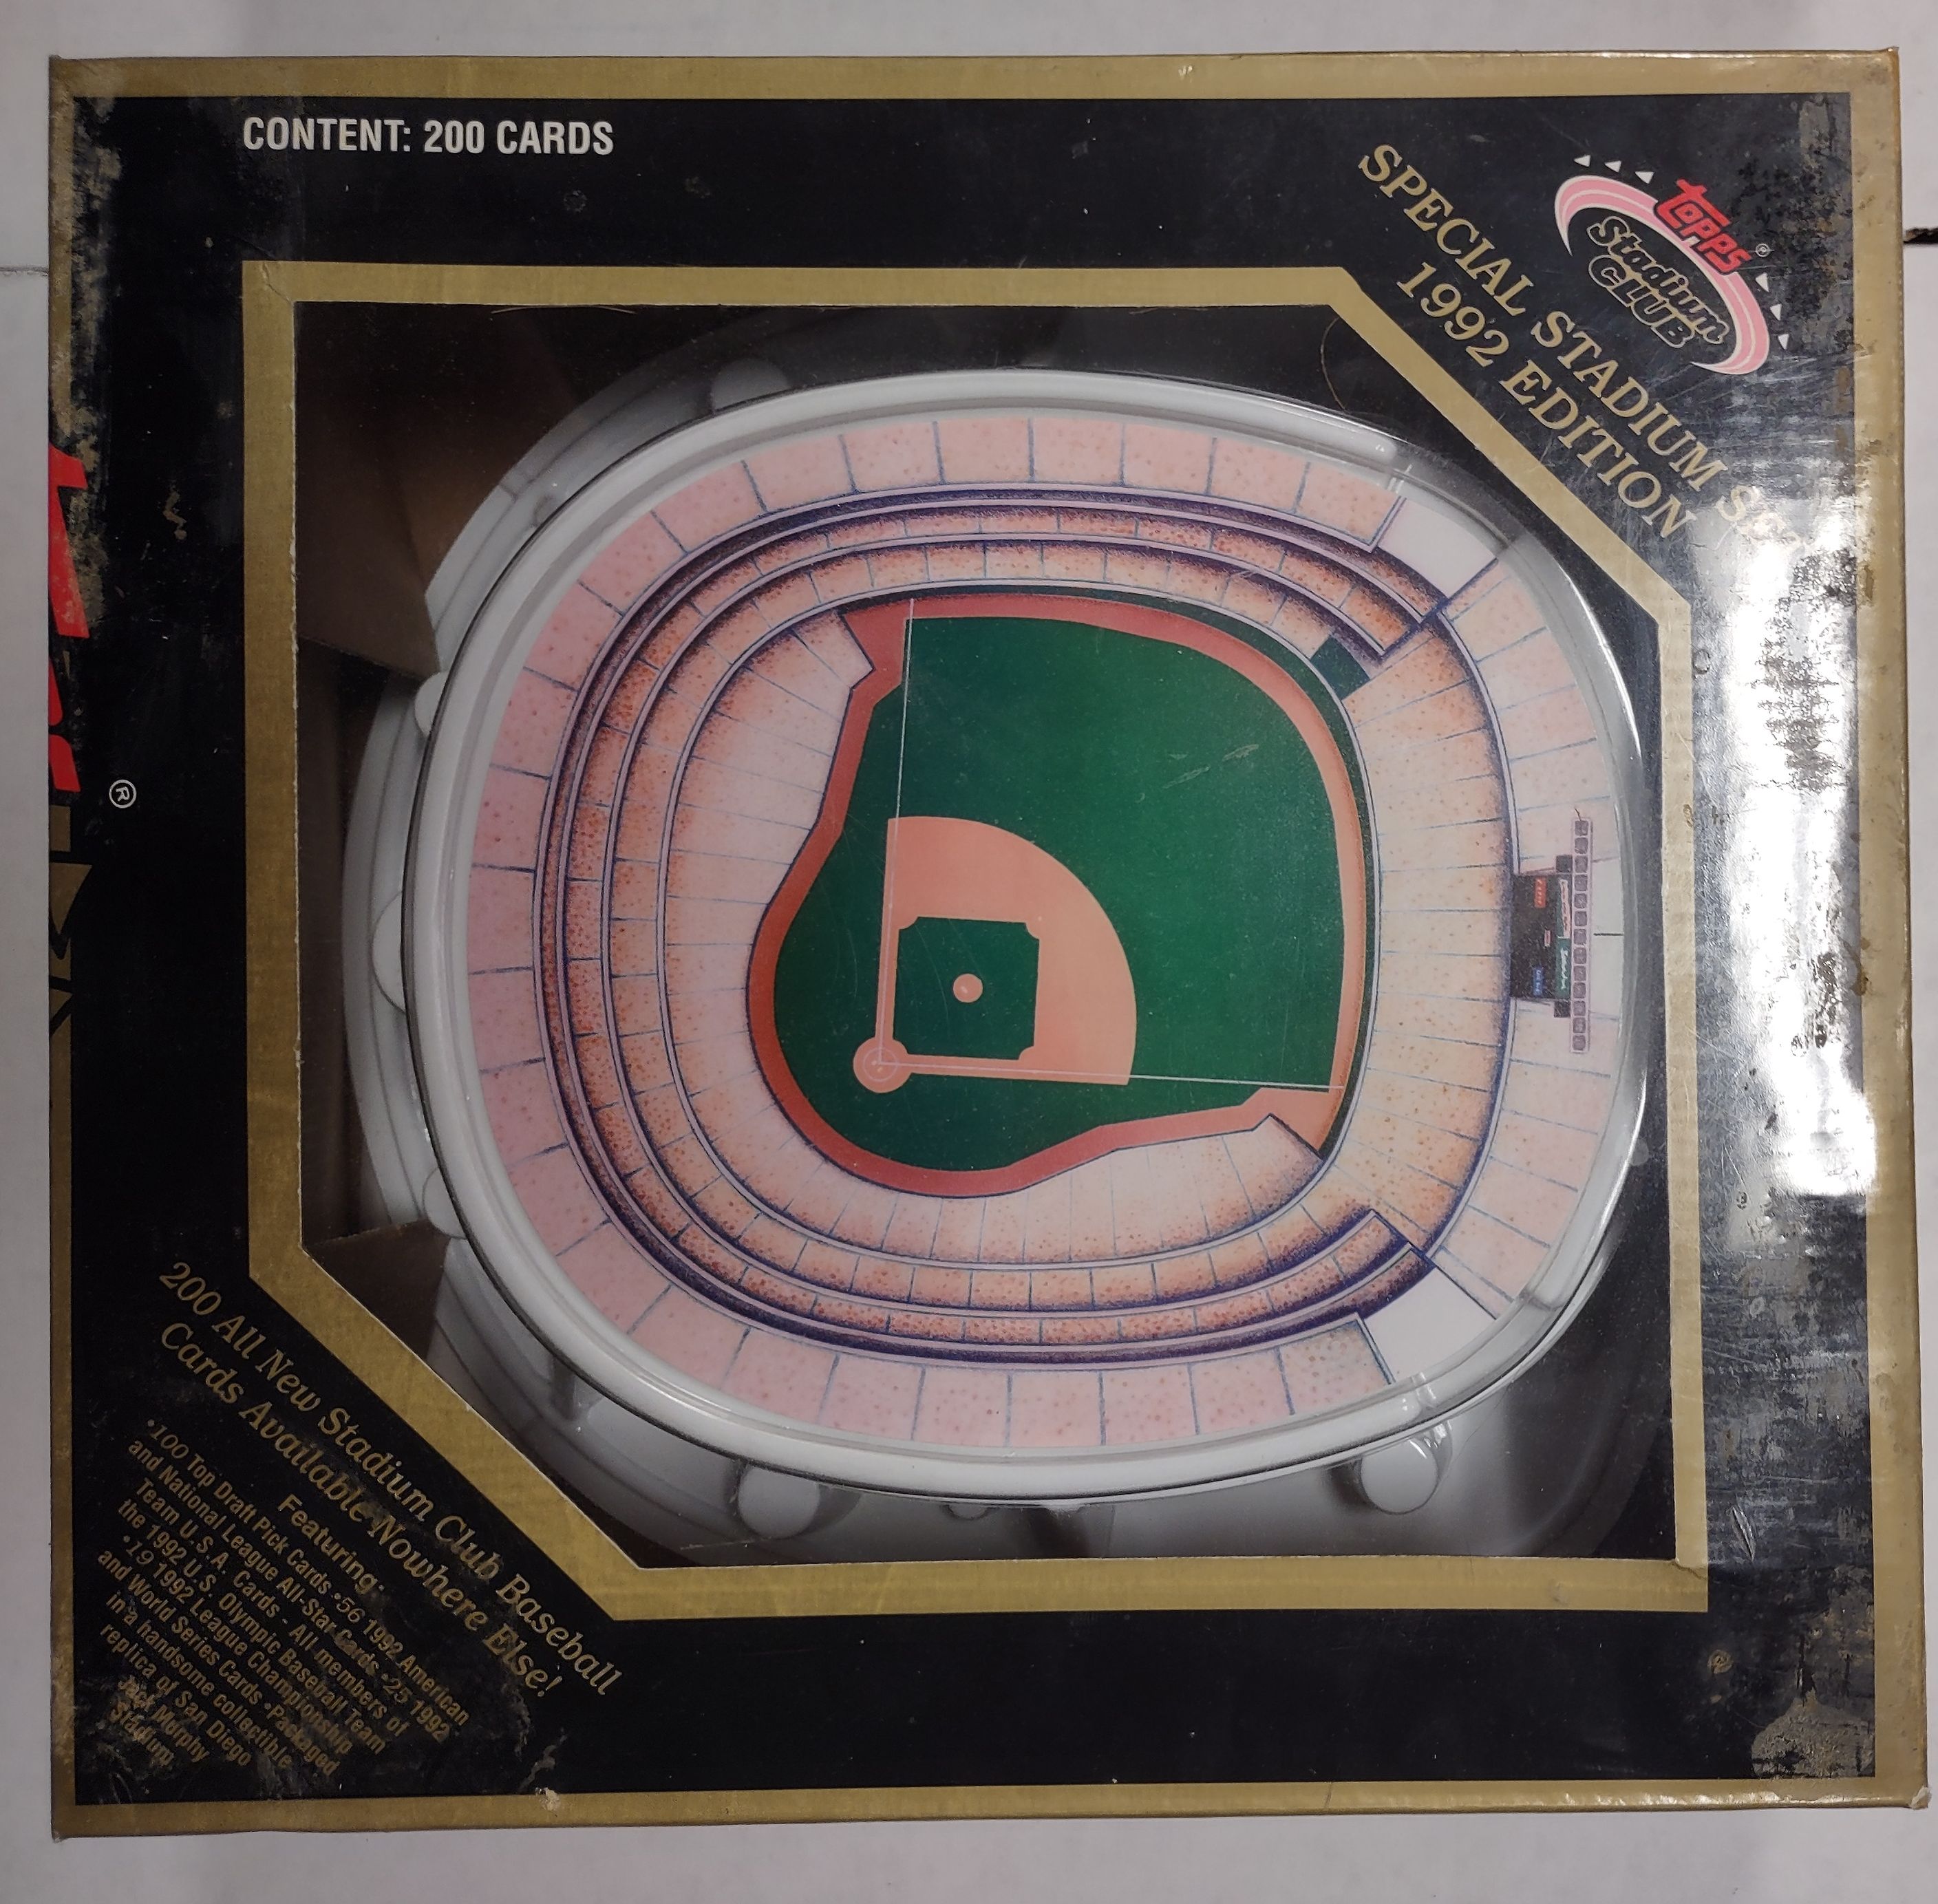 CONTENT: 200 CARDS
TOPPS®
Stadium
CLUB
SPECIAL STADIUM SET
1992 EDITION
®
200 All New Stadium Club Baseball
Cards Available Nowhere Else!
Featuring:
•100 Top Draft Pick Cards •56 1992 American
and National League All-Star Cards •25 1992
Team U.S.A. Cards - All members of
the 1992 U.S. Olympic Baseball Team
•19 1992 League Championship
and World Series Cards •Packaged
in a handsome collectible
replica of San Diego
Jack Murphy
Stadium.